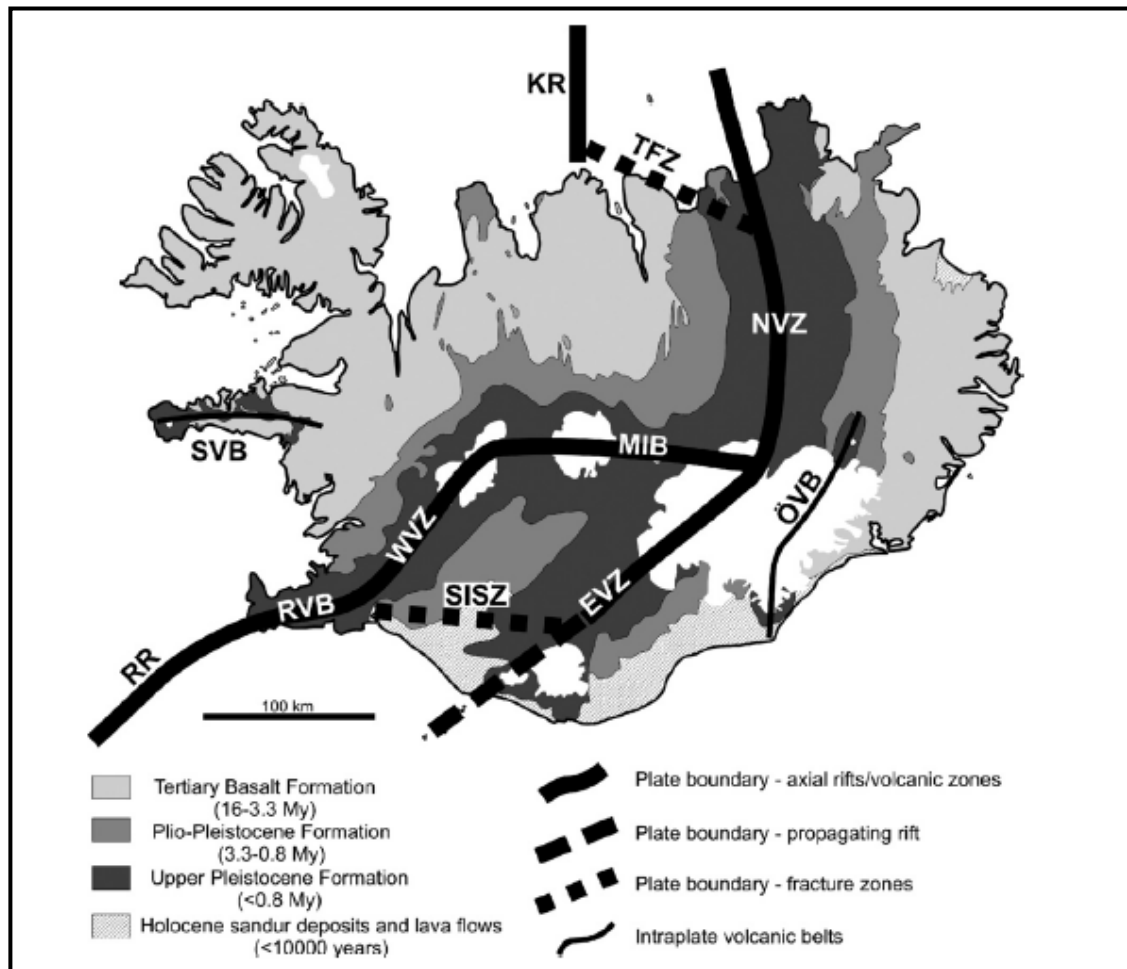 KR
TFZ
NVZ
MIB
SVB
ÖVB
WVZ
SISZ
EVZ
RVB
RR
100 km
Tertiary Basalt Formation
(16-3.3 My)
Plio-Pleistocene Formation
(3.3-0.8 My)
Upper Pleistocene Formation
(<0.8 My)
Holocene sandur deposits and lava flows
(<10000 years)
Plate boundary - axial rifts/volcanic zones
Plate boundary - propagating rift
Plate boundary - fracture zones
Intraplate volcanic belts